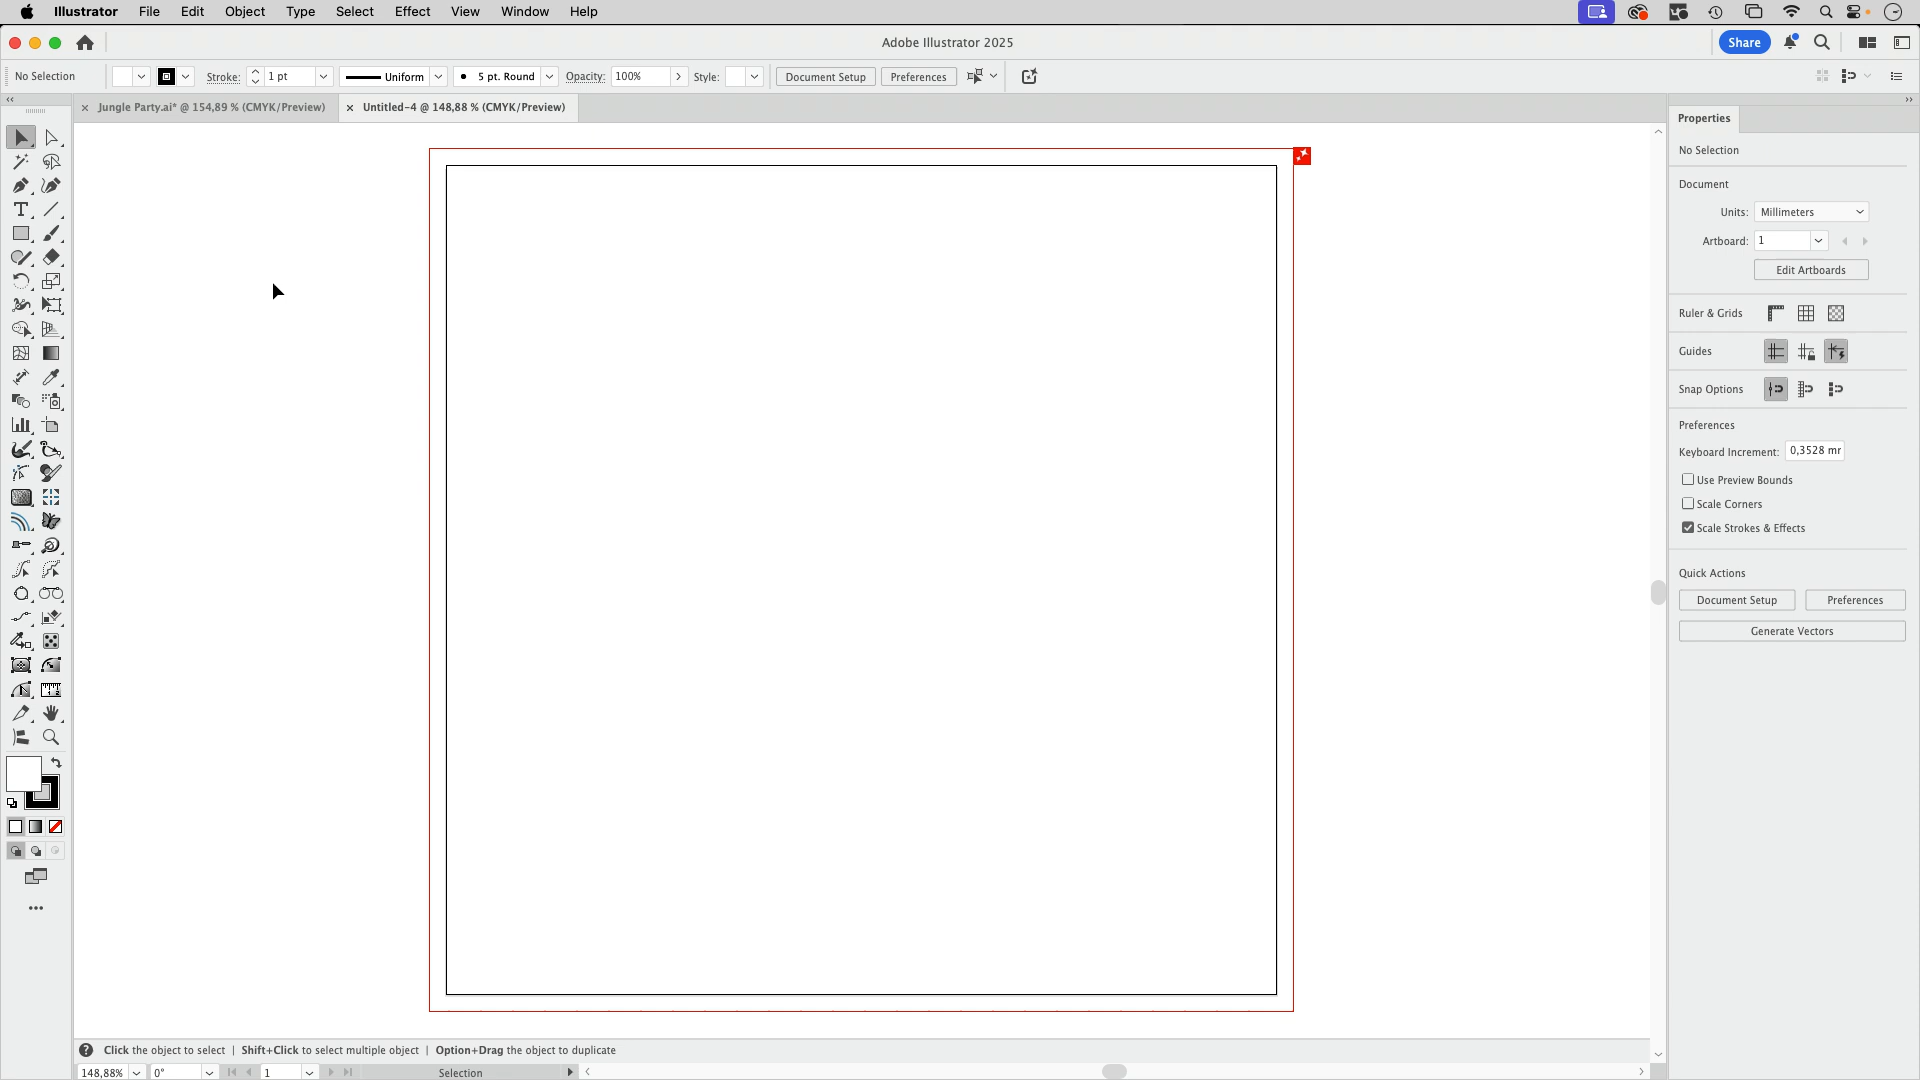 Illustrator File Edit Object Type Select Effect View Window Help
Adobe Illustrator 2025
Share
No Selection
Stroke: 1 pt
Uniform
5 pt. Round
Opacity: 100%
Style:
Document Setup
Preferences
Jungle Party.ai* @ 154,89 % (CMYK/Preview)
Untitled-4 @ 148,88 % (CMYK/Preview)
Properties
No Selection
Document
Units: Millimeters
Artboard: 1
Edit Artboards
Ruler & Grids
Guides
Snap Options
Preferences
Keyboard Increment: 0,3528 mr
Use Preview Bounds
Scale Corners
Scale Strokes & Effects
Quick Actions
Document Setup
Preferences
Generate Vectors
Click the object to select | Shift+Click to select multiple object | Option+Drag the object to duplicate
148,88% 0° 1 Selection